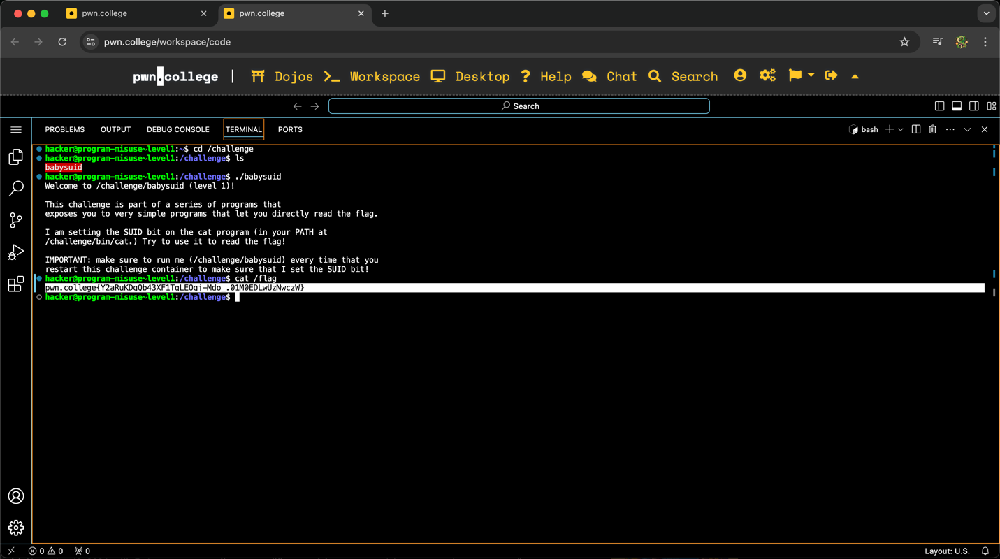 pwn.college
pwn.college
pwn.college/workspace/code
pwn.college | Dojos Workspace Desktop ? Help Chat Search
Search
PROBLEMS OUTPUT DEBUG CONSOLE TERMINAL PORTS bash
hacker@program-misuse~level1:~$ cd /challenge
hacker@program-misuse~level1:/challenge$ ls
babysuid
hacker@program-misuse~level1:/challenge$ ./babysuid
Welcome to /challenge/babysuid (level 1)!
This challenge is part of a series of programs that
exposes you to very simple programs that let you directly read the flag.
I am setting the SUID bit on the cat program (in your PATH at
/challenge/bin/cat.) Try to use it to read the flag!
IMPORTANT: make sure to run me (/challenge/babysuid) every time that you
restart this challenge container to make sure that I set the SUID bit!
hacker@program-misuse~level1:/challenge$ cat /flag
pwn.college{Y2aRuKDqQb43XF1TqLEOqj-Mdo_.01M0EDLwUzNwczW}
hacker@program-misuse~level1:/challenge$
0 0 0 Layout: U.S.